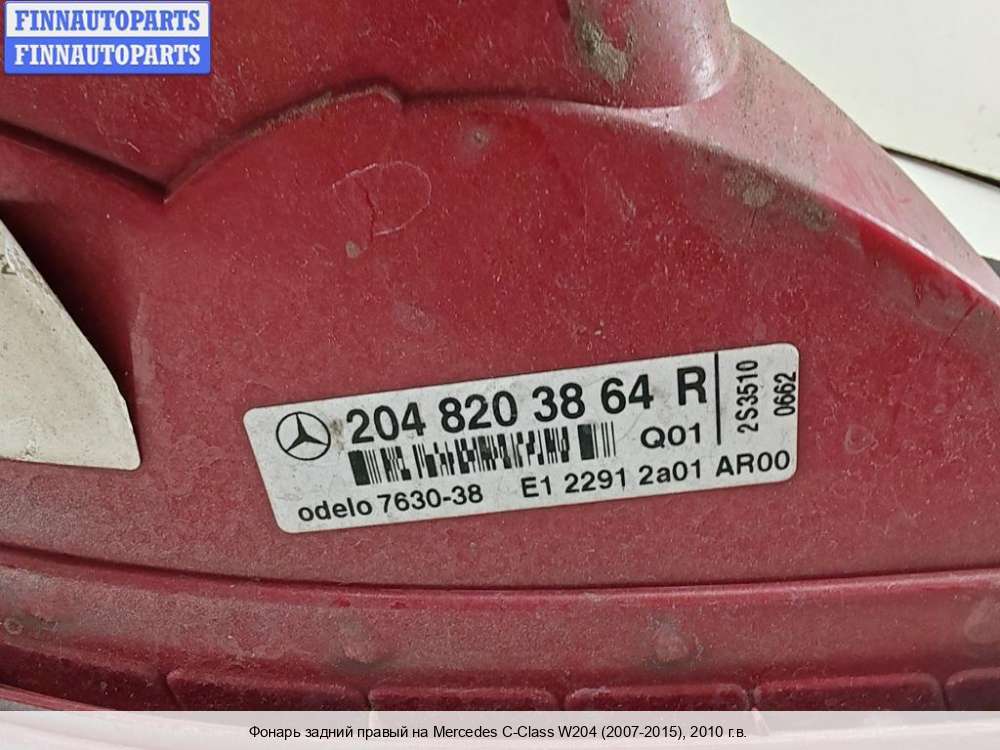 FINNAUTOPARTS
FINNAUTOPARTS
204 820 38 64 R
Q01
2S3510
0662
odelo 7630-38 E1 2291 2a01 AR00
Фонарь задний правый на Mercedes C-Class W204 (2007-2015), 2010 г.в.